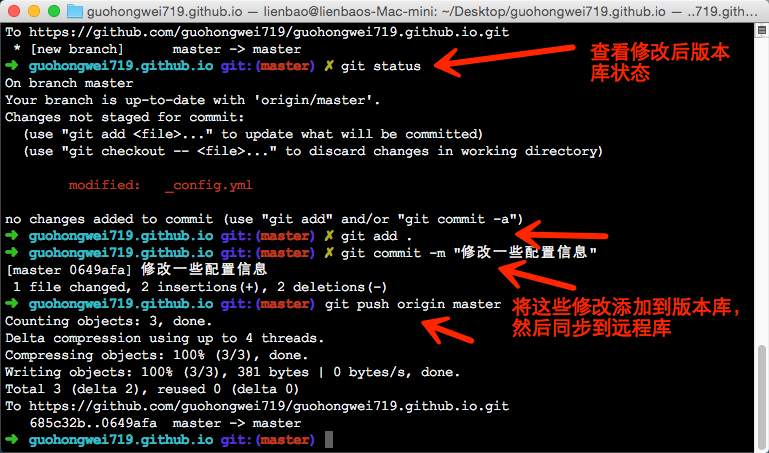 guohongwei719.github.io — lienbao@lienbaos-Mac-mini: ~/Desktop/guohongwei719.github.io — ..719.gith…
To https://github.com/guohongwei719/guohongwei719.github.io.git
 * [new branch]      master -> master
➜  guohongwei719.github.io git:(master) ✗ git status
查看修改后版本
库状态
On branch master
Your branch is up-to-date with 'origin/master'.
Changes not staged for commit:
  (use "git add <file>..." to update what will be committed)
  (use "git checkout -- <file>..." to discard changes in working directory)
        modified:   _config.yml
no changes added to commit (use "git add" and/or "git commit -a")
➜  guohongwei719.github.io git:(master) ✗ git add .
➜  guohongwei719.github.io git:(master) ✗ git commit -m "修改一些配置信息"
[master 0649afa] 修改一些配置信息
 1 file changed, 2 insertions(+), 2 deletions(-)
➜  guohongwei719.github.io git:(master) git push origin master
将这些修改添加到版本库，
然后同步到远程库
Counting objects: 3, done.
Delta compression using up to 4 threads.
Compressing objects: 100% (3/3), done.
Writing objects: 100% (3/3), 381 bytes | 0 bytes/s, done.
Total 3 (delta 2), reused 0 (delta 0)
To https://github.com/guohongwei719/guohongwei719.github.io.git
   685c32b..0649afa  master -> master
➜  guohongwei719.github.io git:(master)